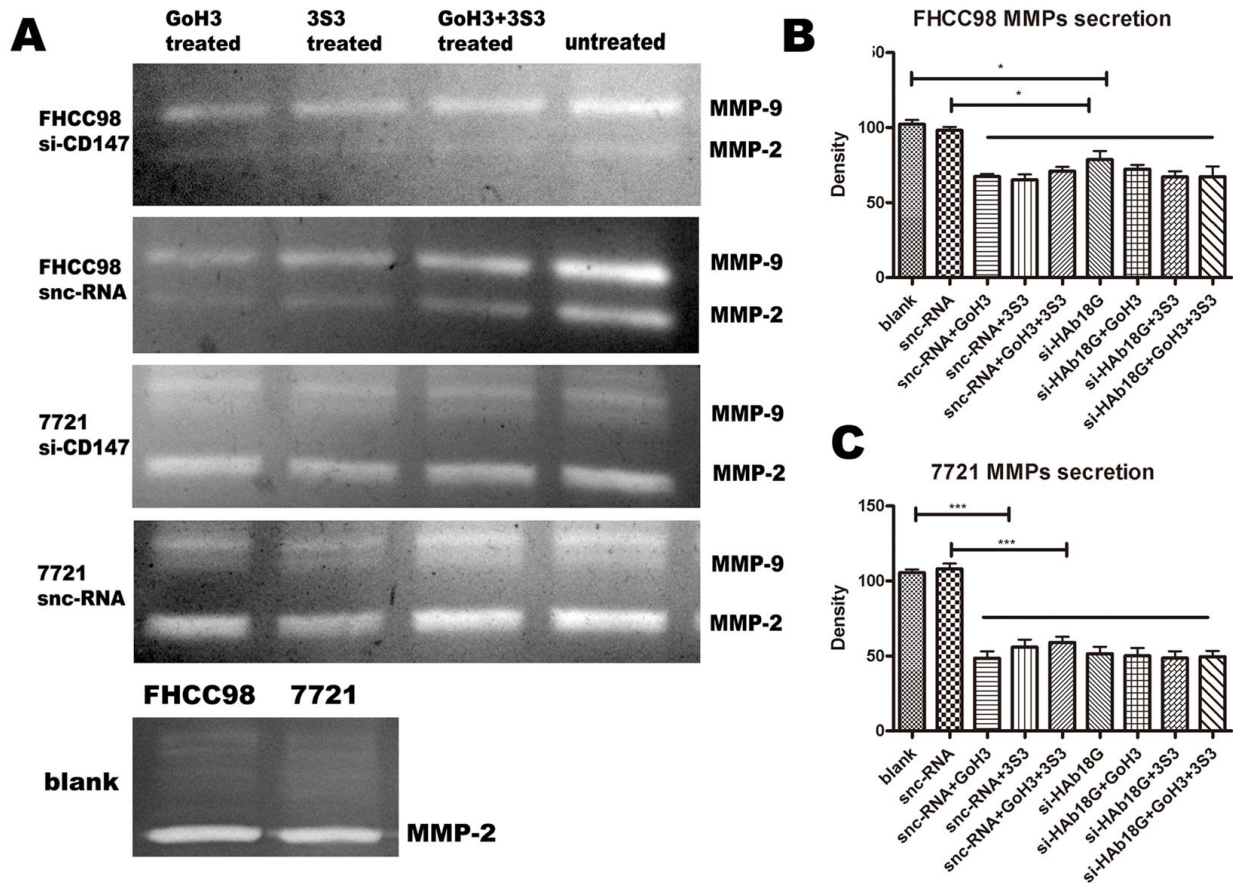 A
GoH3 treated
3S3 treated
GoH3+3S3 treated
untreated
FHCC98
si-CD147
MMP-9
MMP-2
FHCC98
snc-RNA
MMP-9
MMP-2
7721
si-CD147
MMP-9
MMP-2
7721
snc-RNA
MMP-9
MMP-2
FHCC98 7721
blank
MMP-2
B
FHCC98 MMPs secretion
Density
100
50
0
*
*
blank
snc-RNA
snc-RNA+GoH3
snc-RNA+3S3
snc-RNA+GoH3+3S3
si-HAb18G
si-HAb18G+GoH3
si-HAb18G+3S3
si-HAb18G+GoH3+3S3
C
7721 MMPs secretion
Density
150
100
50
0
***
***
blank
snc-RNA
snc-RNA+GoH3
snc-RNA+3S3
snc-RNA+GoH3+3S3
si-HAb18G
si-HAb18G+GoH3
si-HAb18G+3S3
si-HAb18G+GoH3+3S3